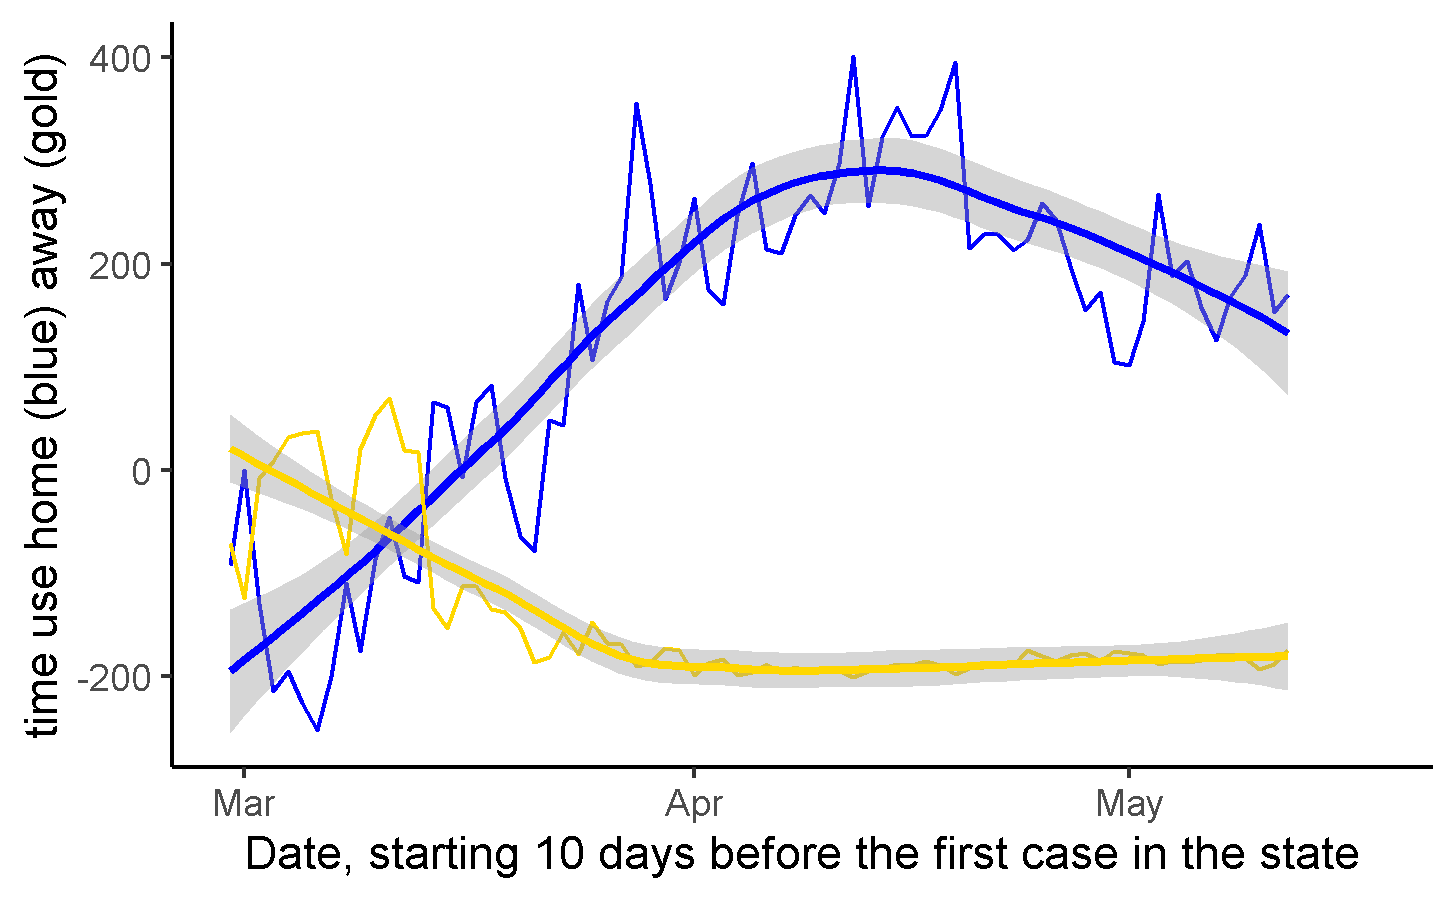 time use home (blue) away (gold)
400
200
0
-200
Mar
Apr
May
Date, starting 10 days before the first case in the state